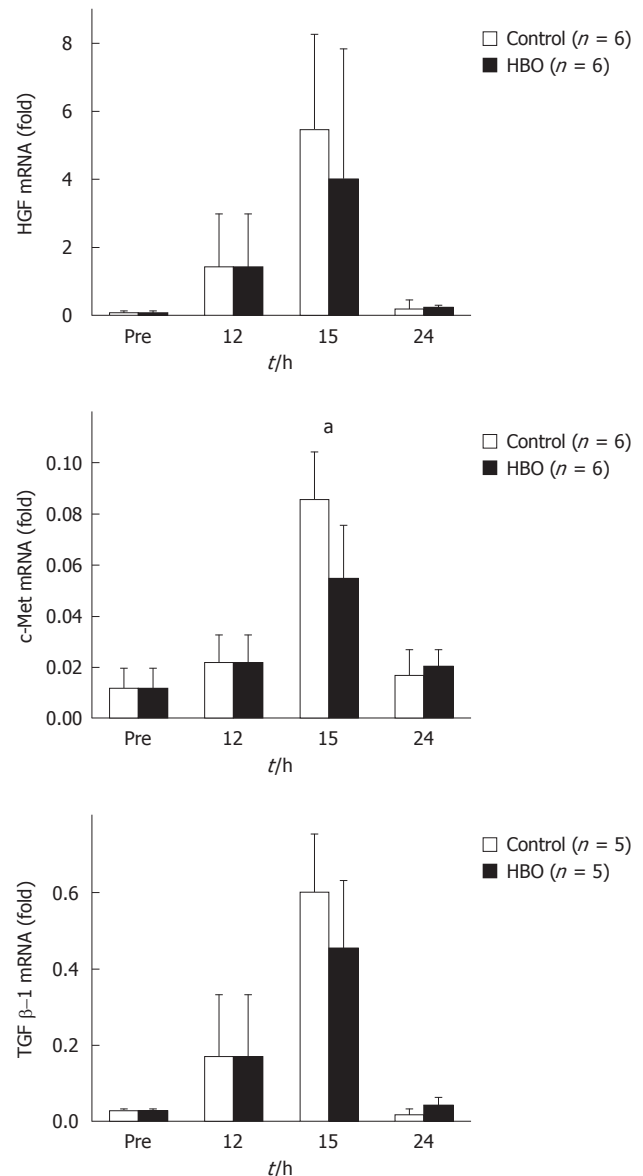 8
6
4
2
0
HGF mRNA (fold)
Pre 12 15 24
t/h
Control (n = 6)
HBO (n = 6)
a
0.10
0.08
0.06
0.04
0.02
0.00
c-Met mRNA (fold)
Pre 12 15 24
t/h
Control (n = 6)
HBO (n = 6)
0.6
0.4
0.2
0.0
TGF β–1 mRNA (fold)
Pre 12 15 24
t/h
Control (n = 5)
HBO (n = 5)